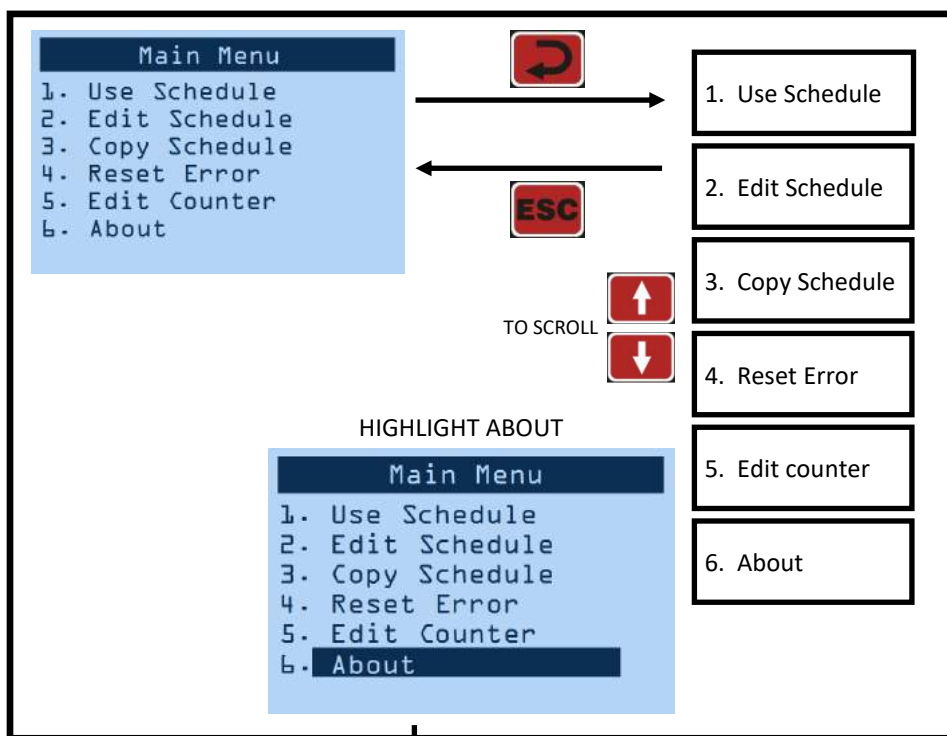 Main Menu
1. Use Schedule
2. Edit Schedule
3. Copy Schedule
4. Reset Error
5. Edit Counter
6. About
ESC
TO SCROLL
1. Use Schedule
2. Edit Schedule
3. Copy Schedule
4. Reset Error
5. Edit counter
6. About
HIGHLIGHT ABOUT
Main Menu
1. Use Schedule
2. Edit Schedule
3. Copy Schedule
4. Reset Error
5. Edit Counter
6. About